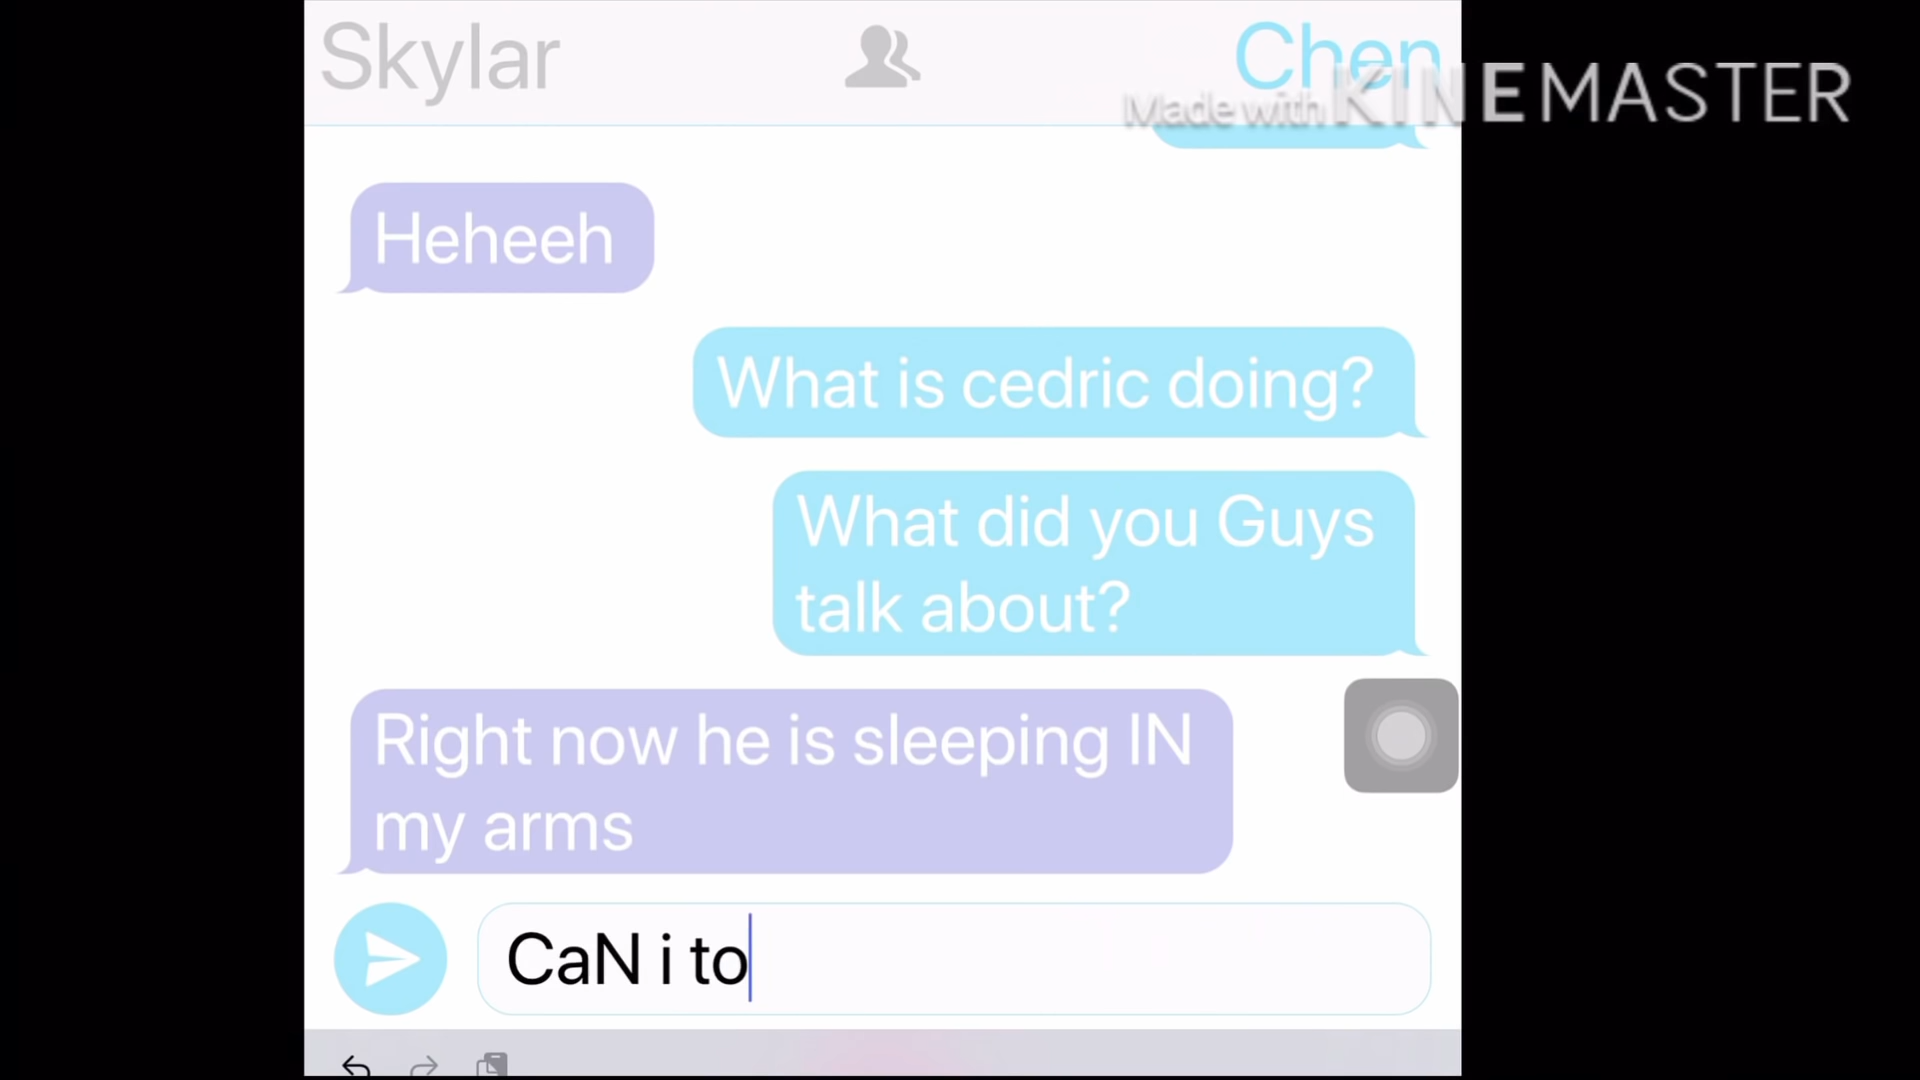 Skylar
Chen
Made with KINEMASTER
Heheeh
What is cedric doing?
What did you Guys
talk about?
Right now he is sleeping IN
my arms
CaN i to